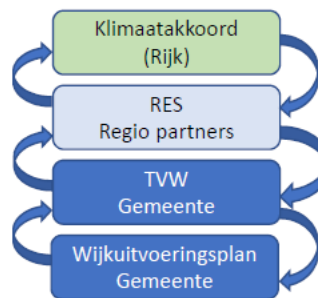 Klimaatakkoord
(Rijk)
RES
Regio partners
TVW
Gemeente
Wijkuitvoeringsplan
Gemeente